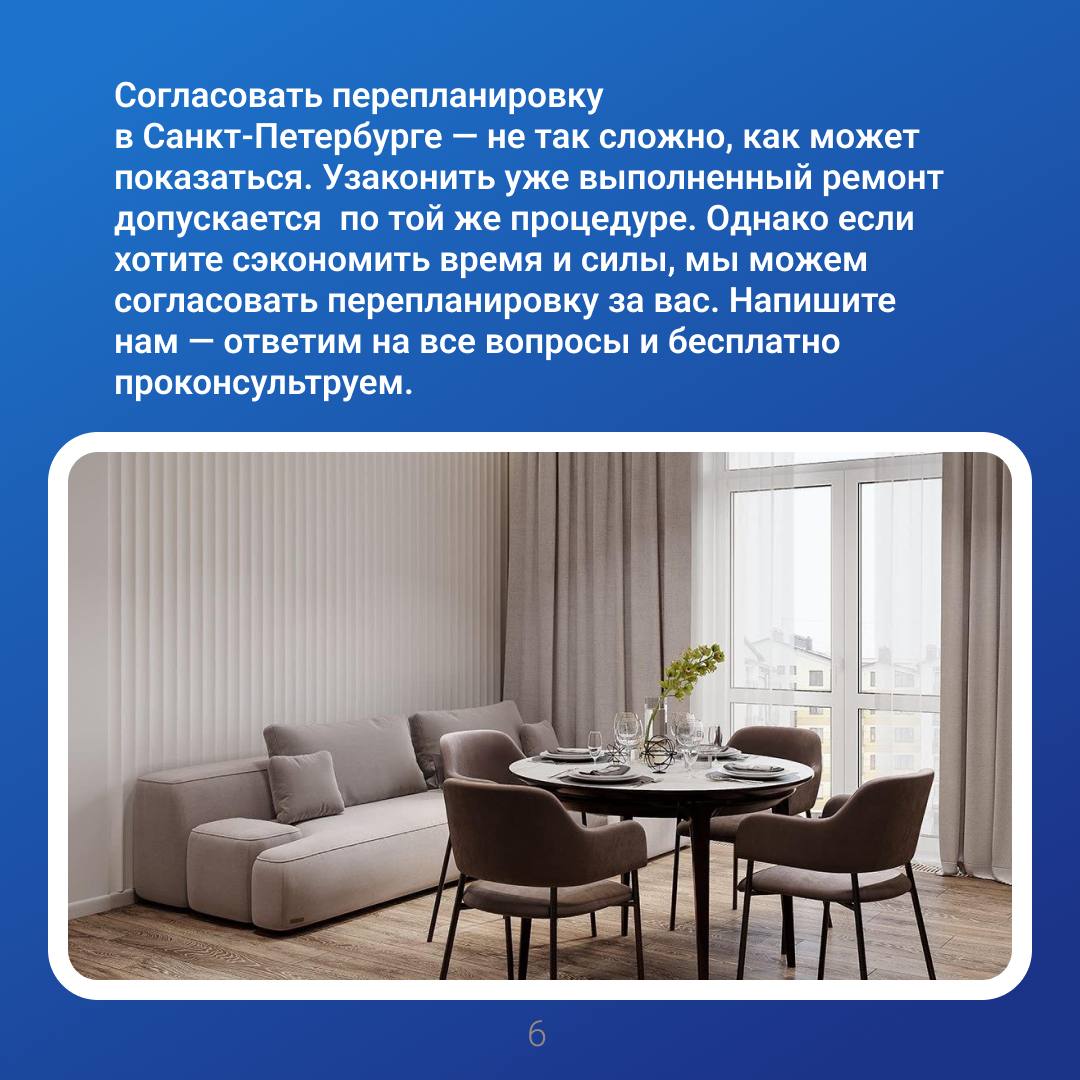 Согласовать перепланировку
в Санкт-Петербурге — не так сложно, как может
показаться. Узаконить уже выполненный ремонт
допускается  по той же процедуре. Однако если
хотите сэкономить время и силы, мы можем
согласовать перепланировку за вас. Напишите
нам — ответим на все вопросы и бесплатно
проконсультруем.
6